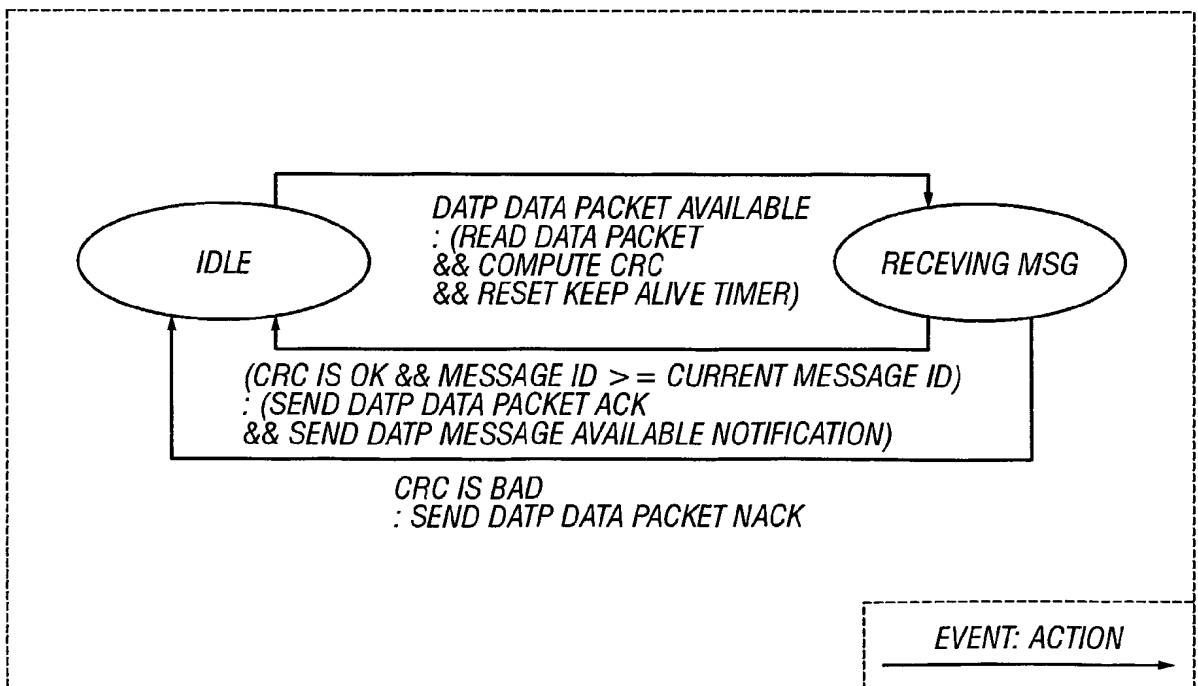 DATP DATA PACKET AVAILABLE
: (READ DATA PACKET
&& COMPUTE CRC
&& RESET KEEP ALIVE TIMER)
IDLE
RECEVING MSG
(CRC IS OK && MESSAGE ID > = CURRENT MESSAGE ID)
: (SEND DATP DATA PACKET ACK
&& SEND DATP MESSAGE AVAILABLE NOTIFICATION)
CRC IS BAD
: SEND DATP DATA PACKET NACK
EVENT: ACTION